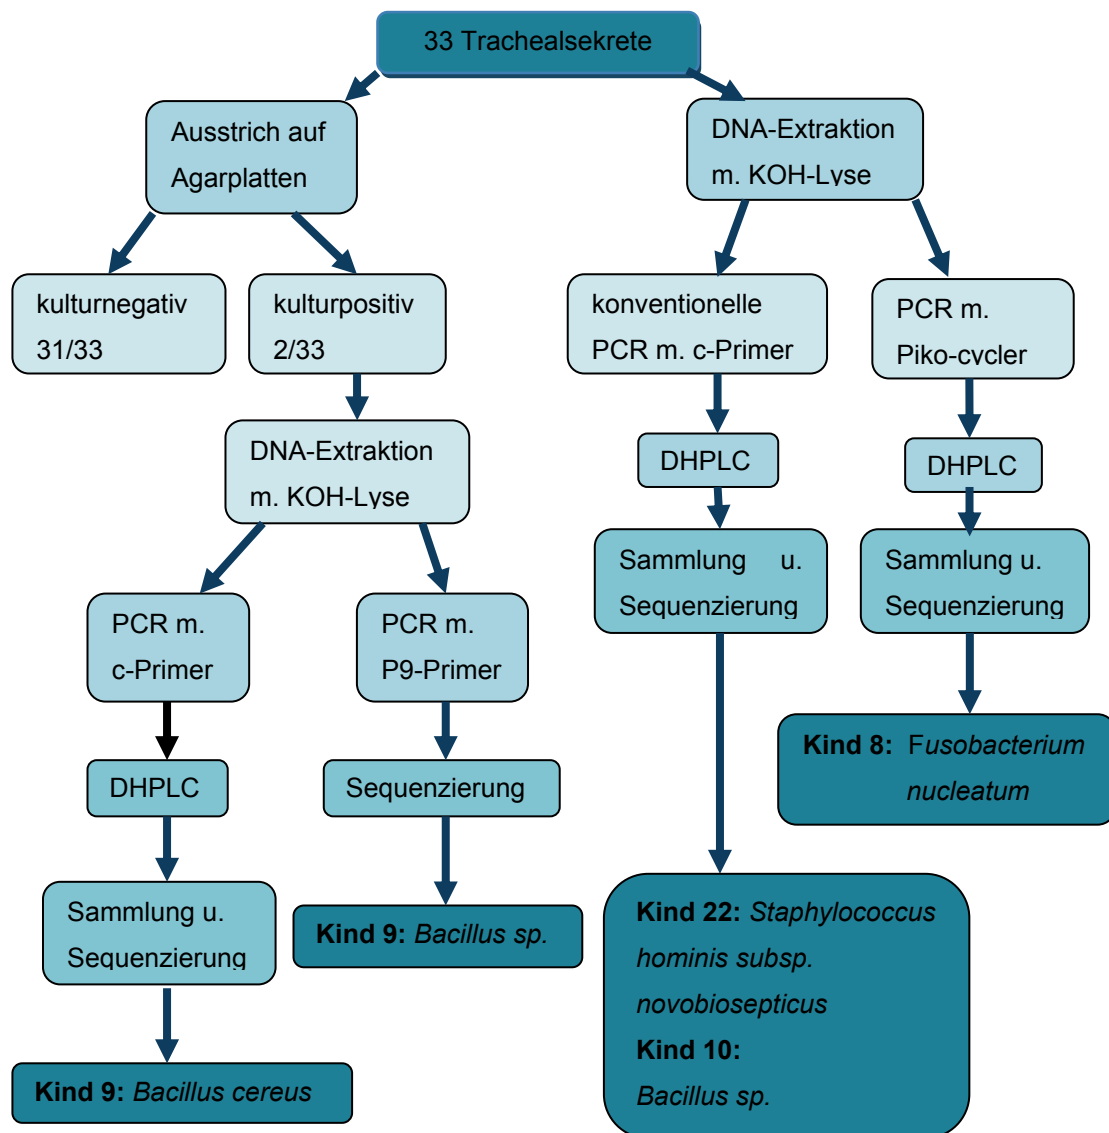 33 Trachealsekrete
Ausstrich auf
Agarplatten
DNA-Extraktion
m. KOH-Lyse
kulturnegativ
31/33
kulturpositiv
2/33
konventionelle
PCR m. c-Primer
PCR m.
Piko-cycler
DNA-Extraktion
m. KOH-Lyse
DHPLC
DHPLC
Sammlung u.
Sequenzierung
Sammlung u.
Sequenzierung
PCR m.
c-Primer
PCR m.
P9-Primer
DHPLC
Sequenzierung
Kind 8: Fusobacterium
nucleatum
Sammlung u.
Sequenzierung
Kind 9: Bacillus sp.
Kind 22: Staphylococcus
hominis subsp.
novobiosepticus
Kind 10:
Bacillus sp.
Kind 9: Bacillus cereus